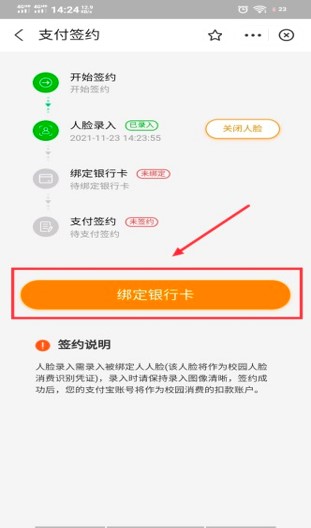 14:24
33
支付签约
开始签约
开始签约
人脸录入 已录入
2021-11-23 14:23:55
关闭人脸
绑定银行卡 未绑定
待绑定银行卡
支付签约 未签约
待支付签约
绑定银行卡
签约说明
人脸录入需录入被绑定人人脸(该人脸将作为校园人脸
消费识别凭证)，录入时请保持录入图像清晰，签约成
功后，您的支付宝账号将作为校园消费的扣款账户。